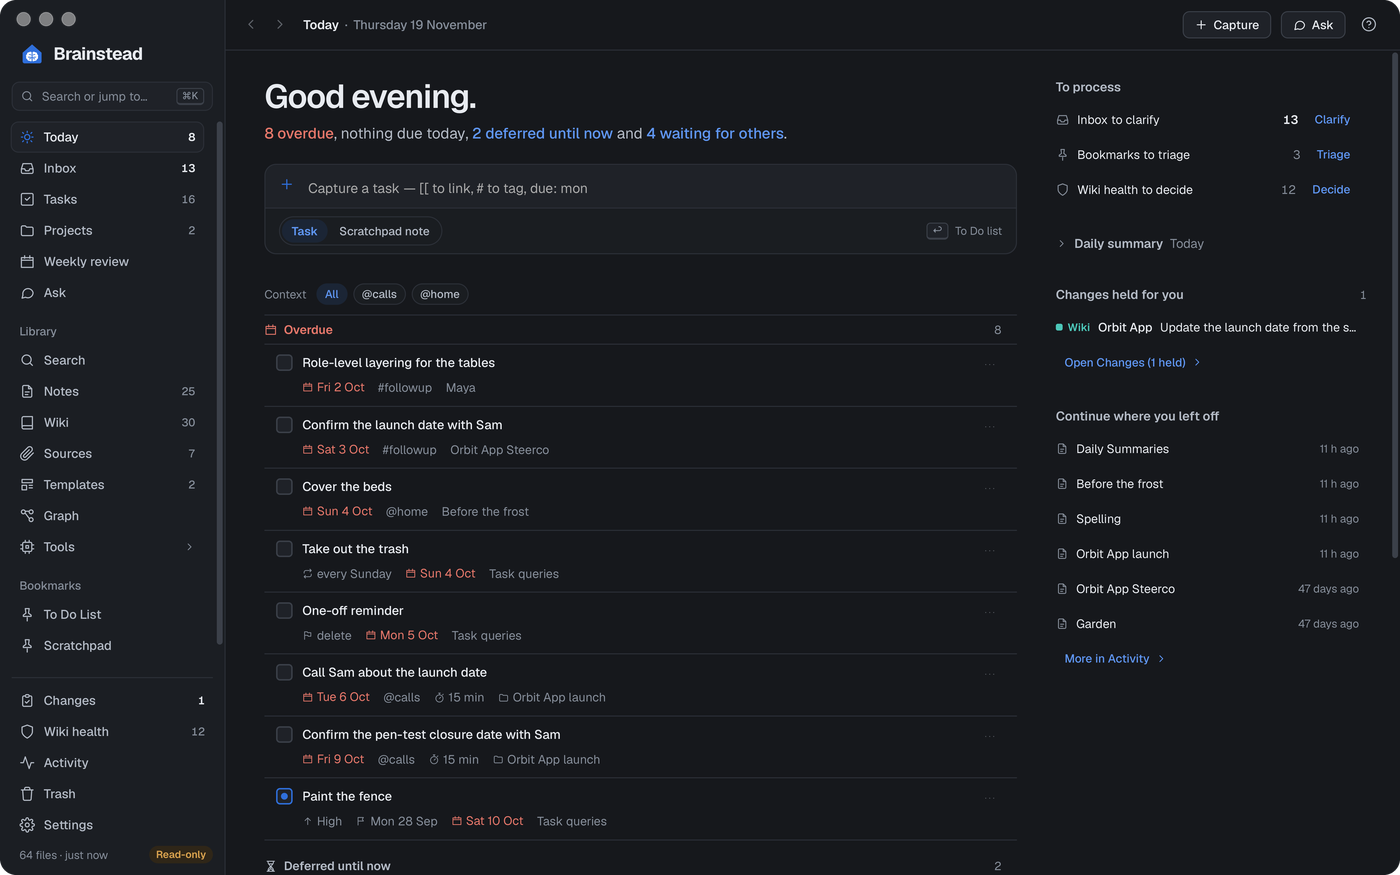 Brainstead
Search or jump to... ⌘K
Today 8
Inbox 13
Tasks 16
Projects 2
Weekly review
Ask
Library
Search
Notes 25
Wiki 30
Sources 7
Templates 2
Graph
Tools
Bookmarks
To Do List
Scratchpad
Changes 1
Wiki health 12
Activity
Trash
Settings
64 files · just now Read-only
Today · Thursday 19 November
+ Capture
Ask
Good evening.
8 overdue, nothing due today, 2 deferred until now and 4 waiting for others.
Capture a task — [[ to link, # to tag, due: mon
Task Scratchpad note To Do list
Context All @calls @home
Overdue 8
Role-level layering for the tables
Fri 2 Oct #followup Maya
Confirm the launch date with Sam
Sat 3 Oct #followup Orbit App Steerco
Cover the beds
Sun 4 Oct @home Before the frost
Take out the trash
every Sunday Sun 4 Oct Task queries
One-off reminder
delete Mon 5 Oct Task queries
Call Sam about the launch date
Tue 6 Oct @calls 15 min Orbit App launch
Confirm the pen-test closure date with Sam
Fri 9 Oct @calls 15 min Orbit App launch
Paint the fence
High Mon 28 Sep Sat 10 Oct Task queries
Deferred until now 2
To process
Inbox to clarify 13 Clarify
Bookmarks to triage 3 Triage
Wiki health to decide 12 Decide
Daily summary Today
Changes held for you 1
Wiki Orbit App Update the launch date from the s...
Open Changes (1 held)
Continue where you left off
Daily Summaries 11 h ago
Before the frost 11 h ago
Spelling 11 h ago
Orbit App launch 11 h ago
Orbit App Steerco 47 days ago
Garden 47 days ago
More in Activity